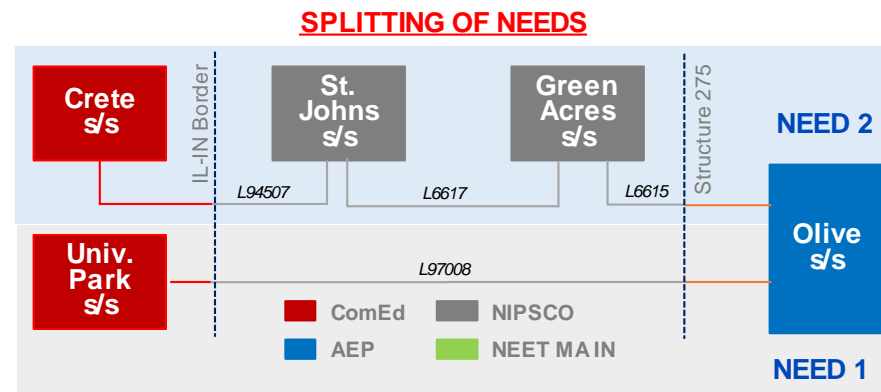 SPLITTING OF NEEDS
Crete
s/s
IL-IN Border
St.
Johns
s/s
Green
Acres
s/s
Structure 275
NEED 2
L94507
L6617
L6615
Olive
s/s
Univ.
Park
s/s
L97008
ComEd
NIPSCO
AEP
NEET MAIN
NEED 1